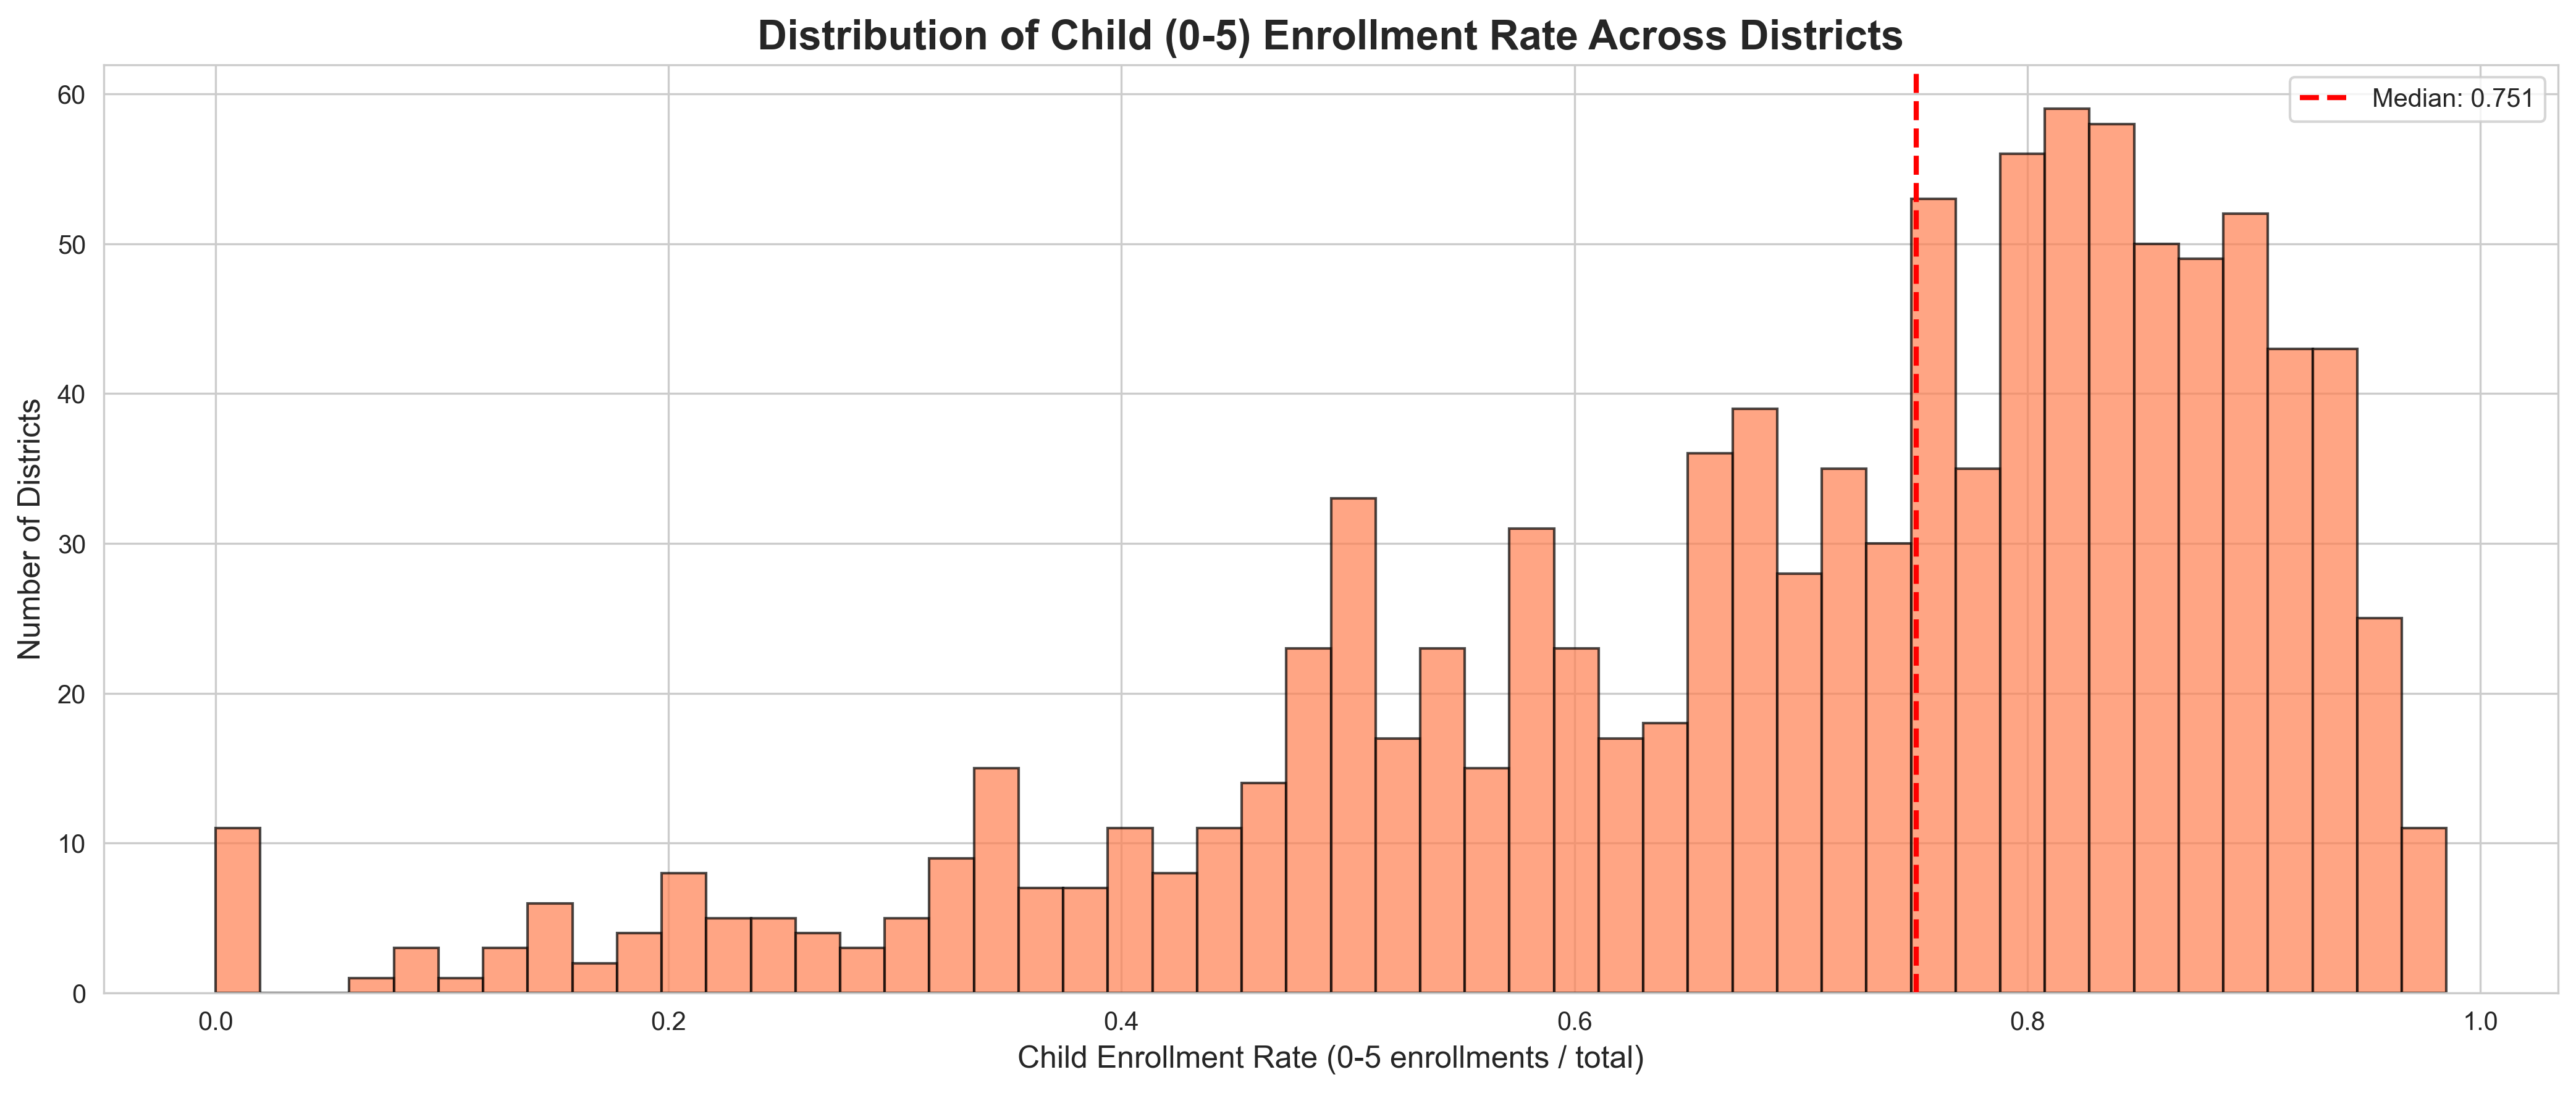 Distribution of Child (0-5) Enrollment Rate Across Districts
Median: 0.751
Number of Districts
60
50
40
30
20
10
0
0.0 0.2 0.4 0.6 0.8 1.0
Child Enrollment Rate (0-5 enrollments / total)